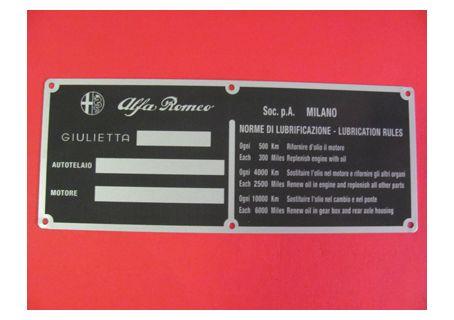 Alfa Romeo
GIULIETTA
AUTOTELAIO
MOTORE
Soc. p.A. MILANO
NORME DI LUBRIFICAZIONE - LUBRICATION RULES
Ogni 500 Km Rifornire d'olio il motore
Each 300 Miles Replenish engine with oil
Ogni 4000 Km Sostituire l'olio nel motore e rifornire gli altri organi
Each 2500 Miles Renew oil in engine and replenish all other parts
Ogni 10000 Km Sostituire l'olio nel cambio e nel ponte
Each 6000 Miles Renew oil in gear box and rear axle housing